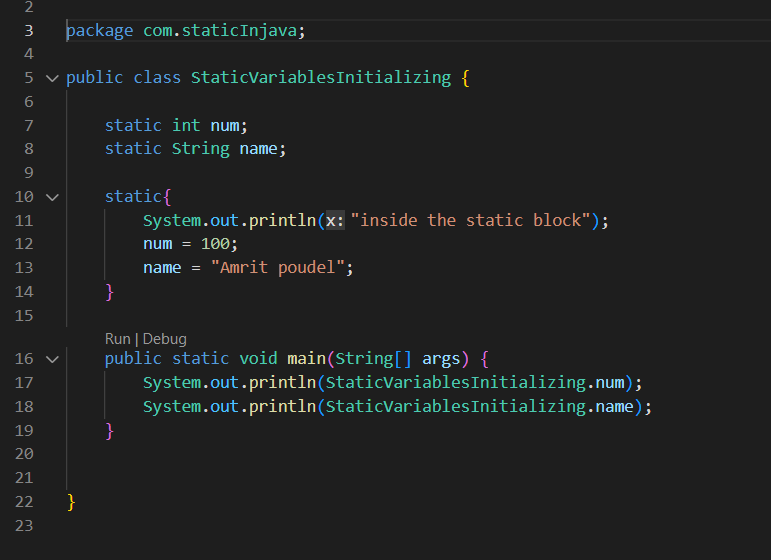 2
3 package com.staticInjava;
4
5 public class StaticVariablesInitializing {
6
7 static int num;
8 static String name;
9
10 static{
11 System.out.println(x: "inside the static block");
12 num = 100;
13 name = "Amrit poudel";
14 }
15
Run | Debug
16 public static void main(String[] args) {
17 System.out.println(StaticVariablesInitializing.num);
18 System.out.println(StaticVariablesInitializing.name);
19 }
20
21
22 }
23